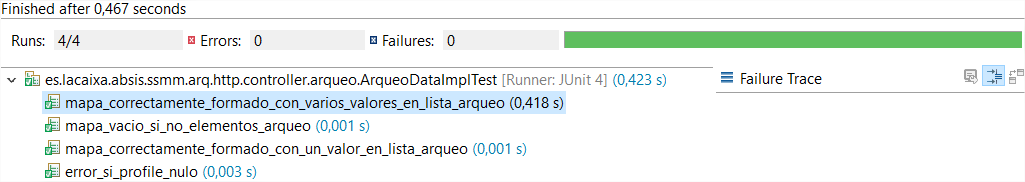 Finished after 0,467 seconds
Runs: 4/4 Errors: 0 Failures: 0
es.lacaixa.absis.ssmm.arq.http.controller.arqueo.ArqueoDataImplTest [Runner: JUnit 4] (0,423 s)
Failure Trace
mapa_correctamente_formado_con_varios_valores_en_lista_arqueo (0,418 s)
mapa_vacio_si_no_elementos_arqueo (0,001 s)
mapa_correctamente_formado_con_un_valor_en_lista_arqueo (0,001 s)
error_si_profile_nulo (0,003 s)